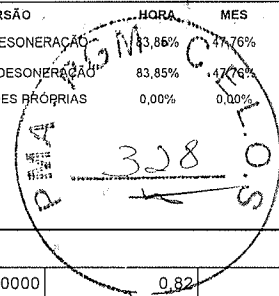 RSÃO HORA MES
ESONERAÇÃO 83,85% 47,76%
DESONERAÇÃO 83,85% 47,76%
ES PRÓPRIAS 0,00% 0,00%
328
0000 0,82